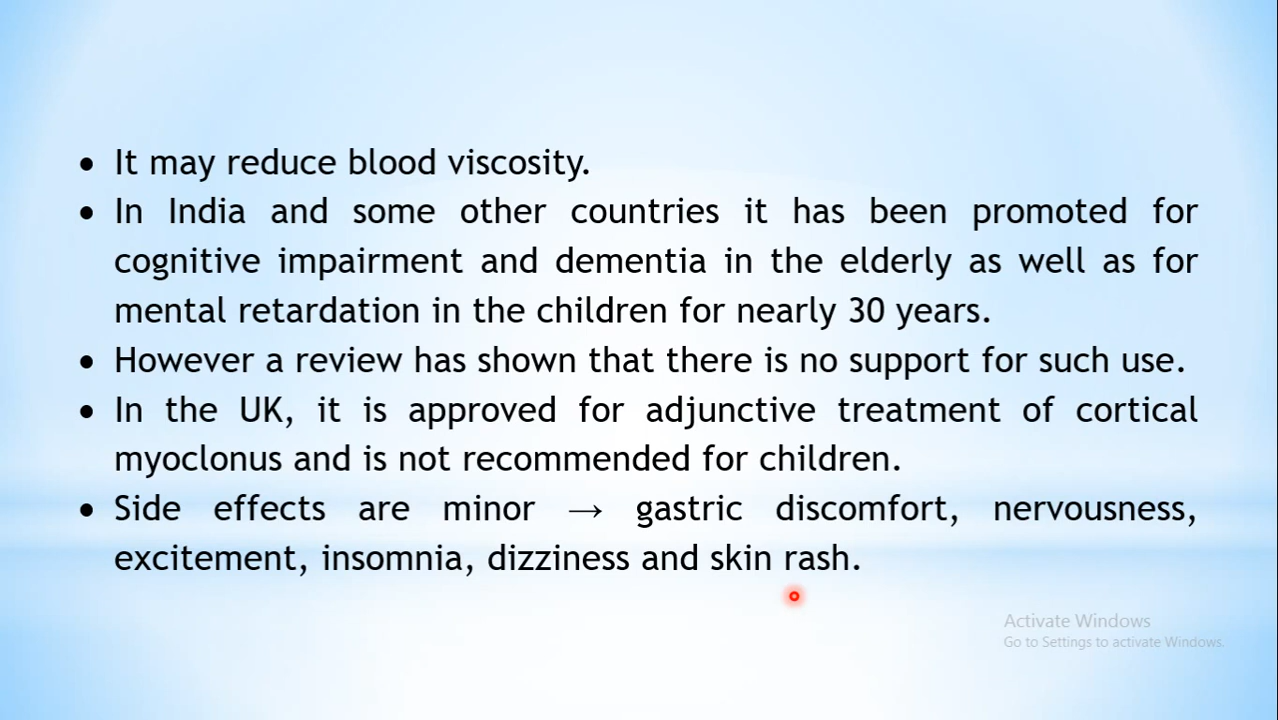 • It may reduce blood viscosity.
• In India and some other countries it has been promoted for
cognitive impairment and dementia in the elderly as well as for
mental retardation in the children for nearly 30 years.
• However a review has shown that there is no support for such use.
• In the UK, it is approved for adjunctive treatment of cortical
myoclonus and is not recommended for children.
• Side effects are minor → gastric discomfort, nervousness,
excitement, insomnia, dizziness and skin rash.
Activate Windows
Go to Settings to activate Windows.